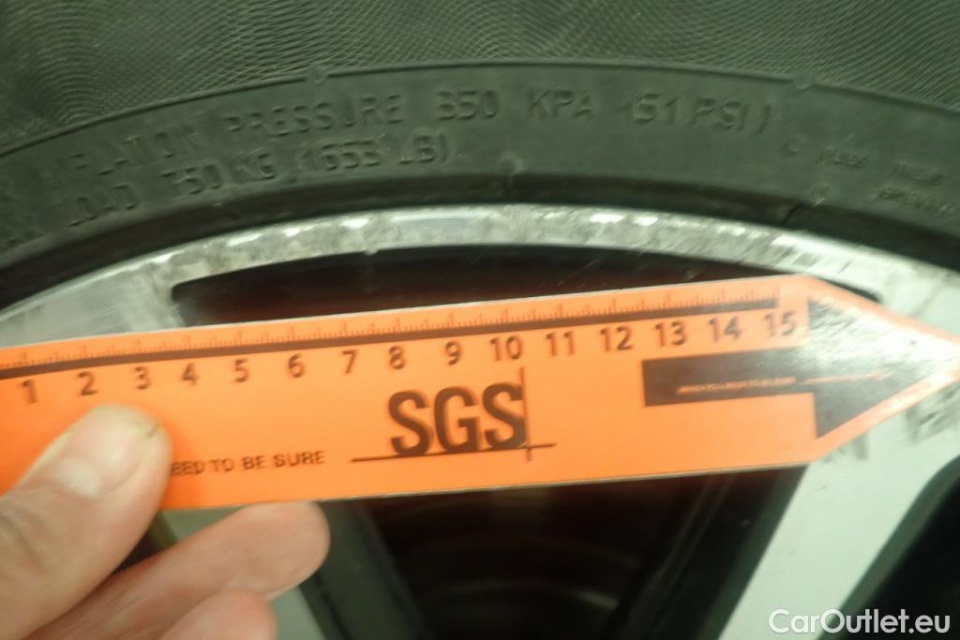 INFLATION PRESSURE 350 KPA (51 PSI)
LOAD 750 KG (1653 LB)
1 2 3 4 5 6 7 8 9 10 11 12 13 14 15
SGS
EED TO BE SURE
CarOutlet.eu